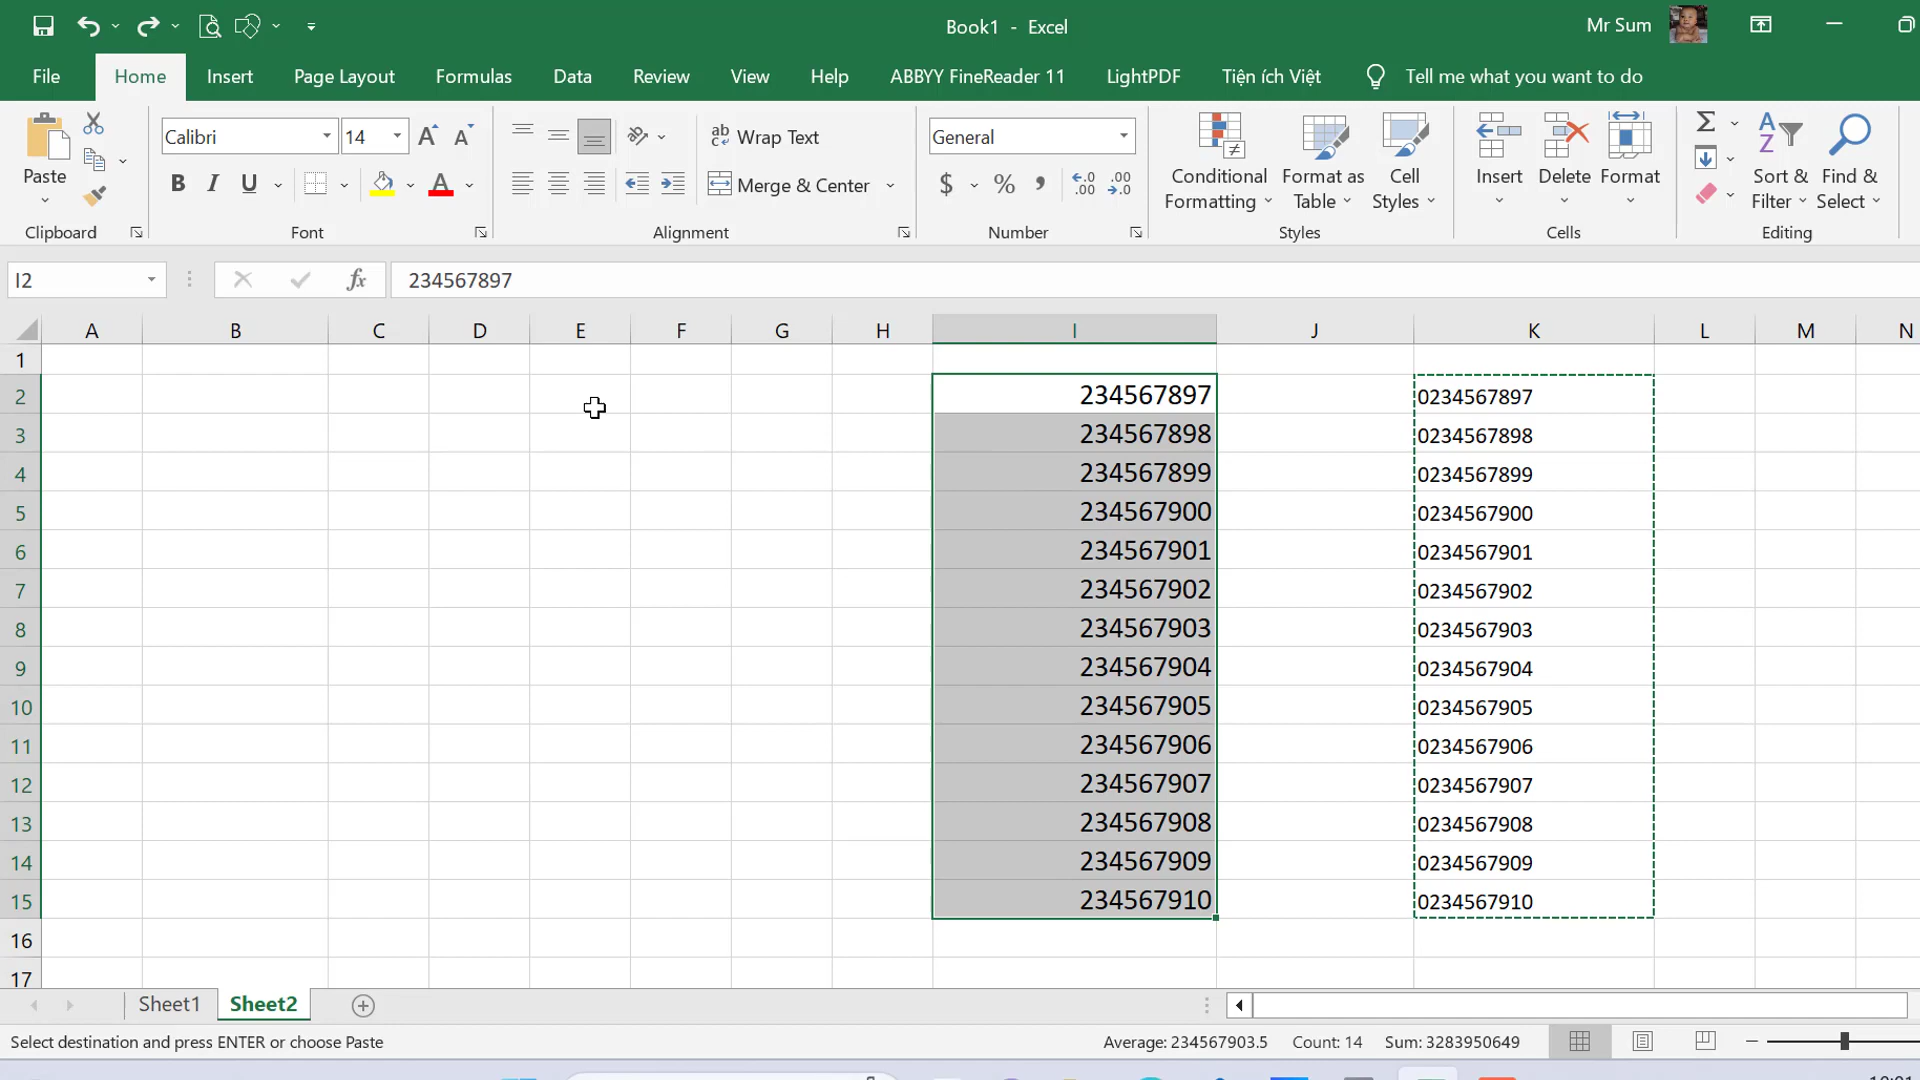 Book1 - Excel
Mr Sum
File Home Insert Page Layout Formulas Data Review View Help ABBYY FineReader 11 LightPDF Tiện ích Việt Tell me what you want to do
Calibri 14 A A ab Wrap Text General
Paste B I U A Merge & Center $ % , .0 .00 .00 .0
Conditional Formatting
Format as Table
Cell Styles
Insert Delete Format
Σ
A Z
Sort & Filter
Find & Select
Clipboard Font Alignment Number Styles Cells Editing
I2 fx 234567897
A B C D E F G H I J K L M N
1
2 234567897 0234567897
3 234567898 0234567898
4 234567899 0234567899
5 234567900 0234567900
6 234567901 0234567901
7 234567902 0234567902
8 234567903 0234567903
9 234567904 0234567904
10 234567905 0234567905
11 234567906 0234567906
12 234567907 0234567907
13 234567908 0234567908
14 234567909 0234567909
15 234567910 0234567910
16
17
Sheet1 Sheet2
Select destination and press ENTER or choose Paste Average: 234567903.5 Count: 14 Sum: 3283950649